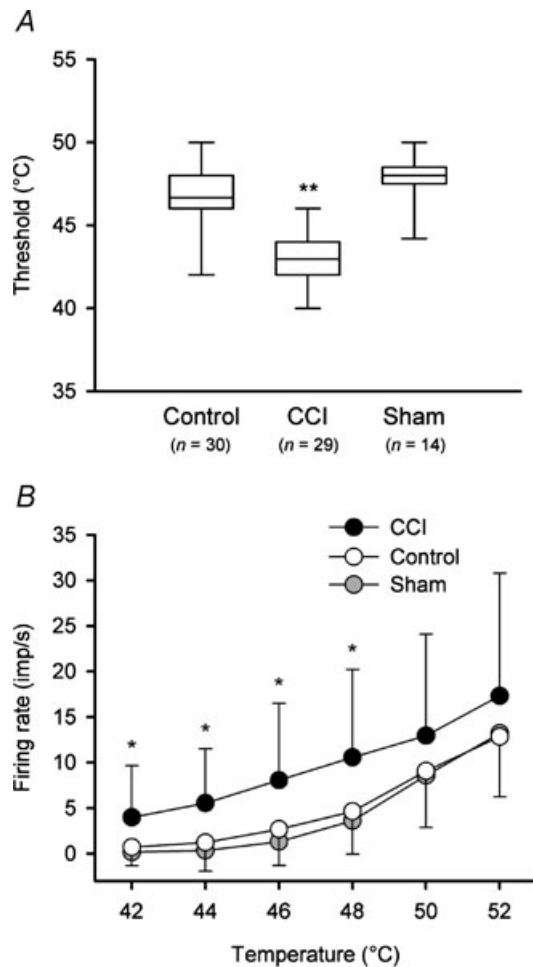 A
55
50
45
40
35
Threshold (°C)
**
Control CCI Sham
(n = 30) (n = 29) (n = 14)
B
35
30
25
20
15
10
5
0
Firing rate (imp/s)
CCI
Control
Sham
* * * *
42 44 46 48 50 52
Temperature (°C)